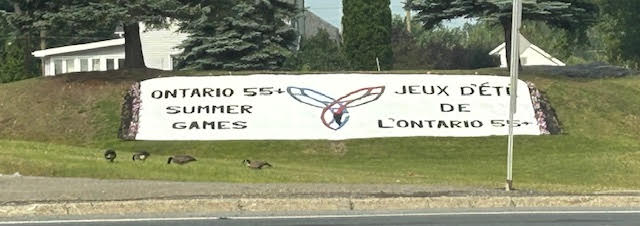 ONTARIO 55+
SUMMER
GAMES
JEUX D'ÉTÉ
DE
L'ONTARIO 55+